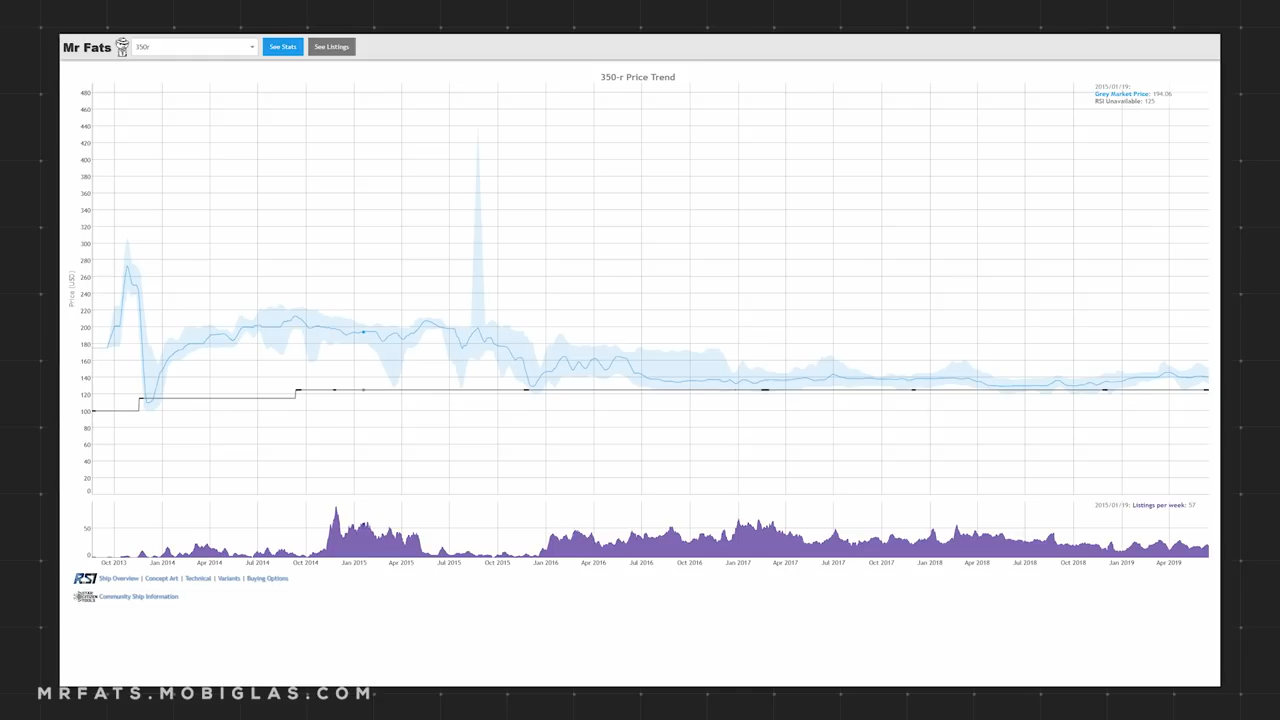 Mr Fats 350r See Stats See Listings
350-r Price Trend
2015/01/19:
Grey Market Price: 194.06
RSI Unavailable: 125
480
460
440
420
400
380
360
340
320
300
280
260
240
220
200
180
160
140
120
100
80
60
40
20
0
Price (USD)
2015/01/19: Listings per week: 57
50
0
Oct 2013 Jan 2014 Apr 2014 Jul 2014 Oct 2014 Jan 2015 Apr 2015 Jul 2015 Oct 2015 Jan 2016 Apr 2016 Jul 2016 Oct 2016 Jan 2017 Apr 2017 Jul 2017 Oct 2017 Jan 2018 Apr 2018 Jul 2018 Oct 2018 Jan 2019 Apr 2019
RSI Ship Overview | Concept Art | Technical | Variants | Buying Options
Community Ship Information
MRFATS.MOBIGLAS.COM